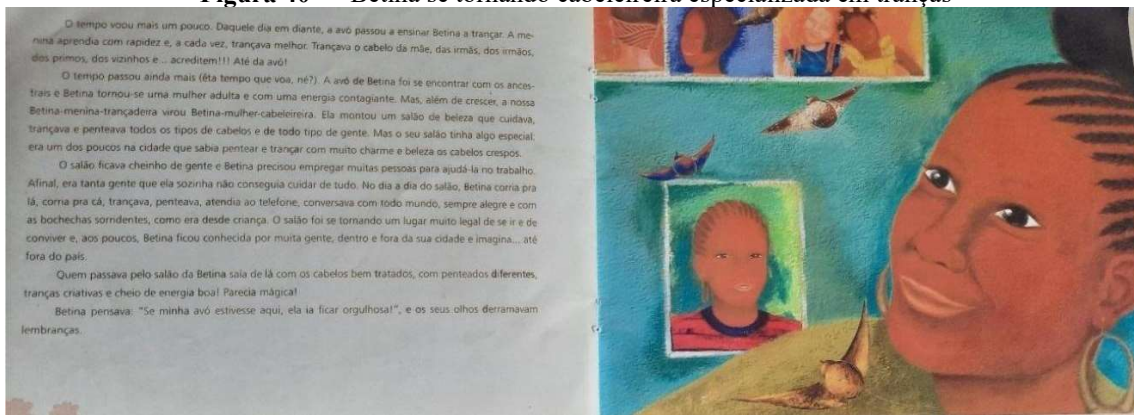 Figura 46 — Betina se tornando cabeleireira especializada em tranças
O tempo voou mais um pouco. Daquele dia em diante, a avó passou a ensinar Betina a trançar. A me-
nina aprendia com rapidez e, a cada vez, trançava melhor. Trançava o cabelo da mãe, das irmãs, dos irmãos,
dos primos, dos vizinhos e... acreditem!!! Até da avó!
O tempo passou ainda mais (êta tempo que voa, né?). A avó de Betina foi se encontrar com os ances-
trais e Betina tornou-se uma mulher adulta e com uma energia contagiante. Mas, além de crescer, a nossa
Betina-menina-trançadeira virou Betina-mulher-cabeleireira. Ela montou um salão de beleza que cuidava,
trançava e penteava todos os tipos de cabelos e de todo tipo de gente. Mas o seu salão tinha algo especial:
era um dos poucos na cidade que sabia pentear e trançar com muito charme e beleza os cabelos crespos.
O salão ficava cheinho de gente e Betina precisou empregar muitas pessoas para ajudá-la no trabalho.
Afinal, era tanta gente que ela sozinha não conseguia cuidar de tudo. No dia a dia do salão, Betina corria pra
lá, corria pra cá, trançava, penteava, atendia ao telefone, conversava com todo mundo, sempre alegre e com
as bochechas sorridentes, como era desde criança. O salão foi se tornando um lugar muito legal de se ir e de
conviver e, aos poucos, Betina ficou conhecida por muita gente, dentro e fora da sua cidade e imagina... até
fora do país.
Quem passava pelo salão da Betina saía de lá com os cabelos bem tratados, com penteados diferentes,
tranças criativas e cheio de energia boa! Parecia mágica!
Betina pensava: "Se minha avó estivesse aqui, ela ia ficar orgulhosa!", e os seus olhos derramavam
lembranças.